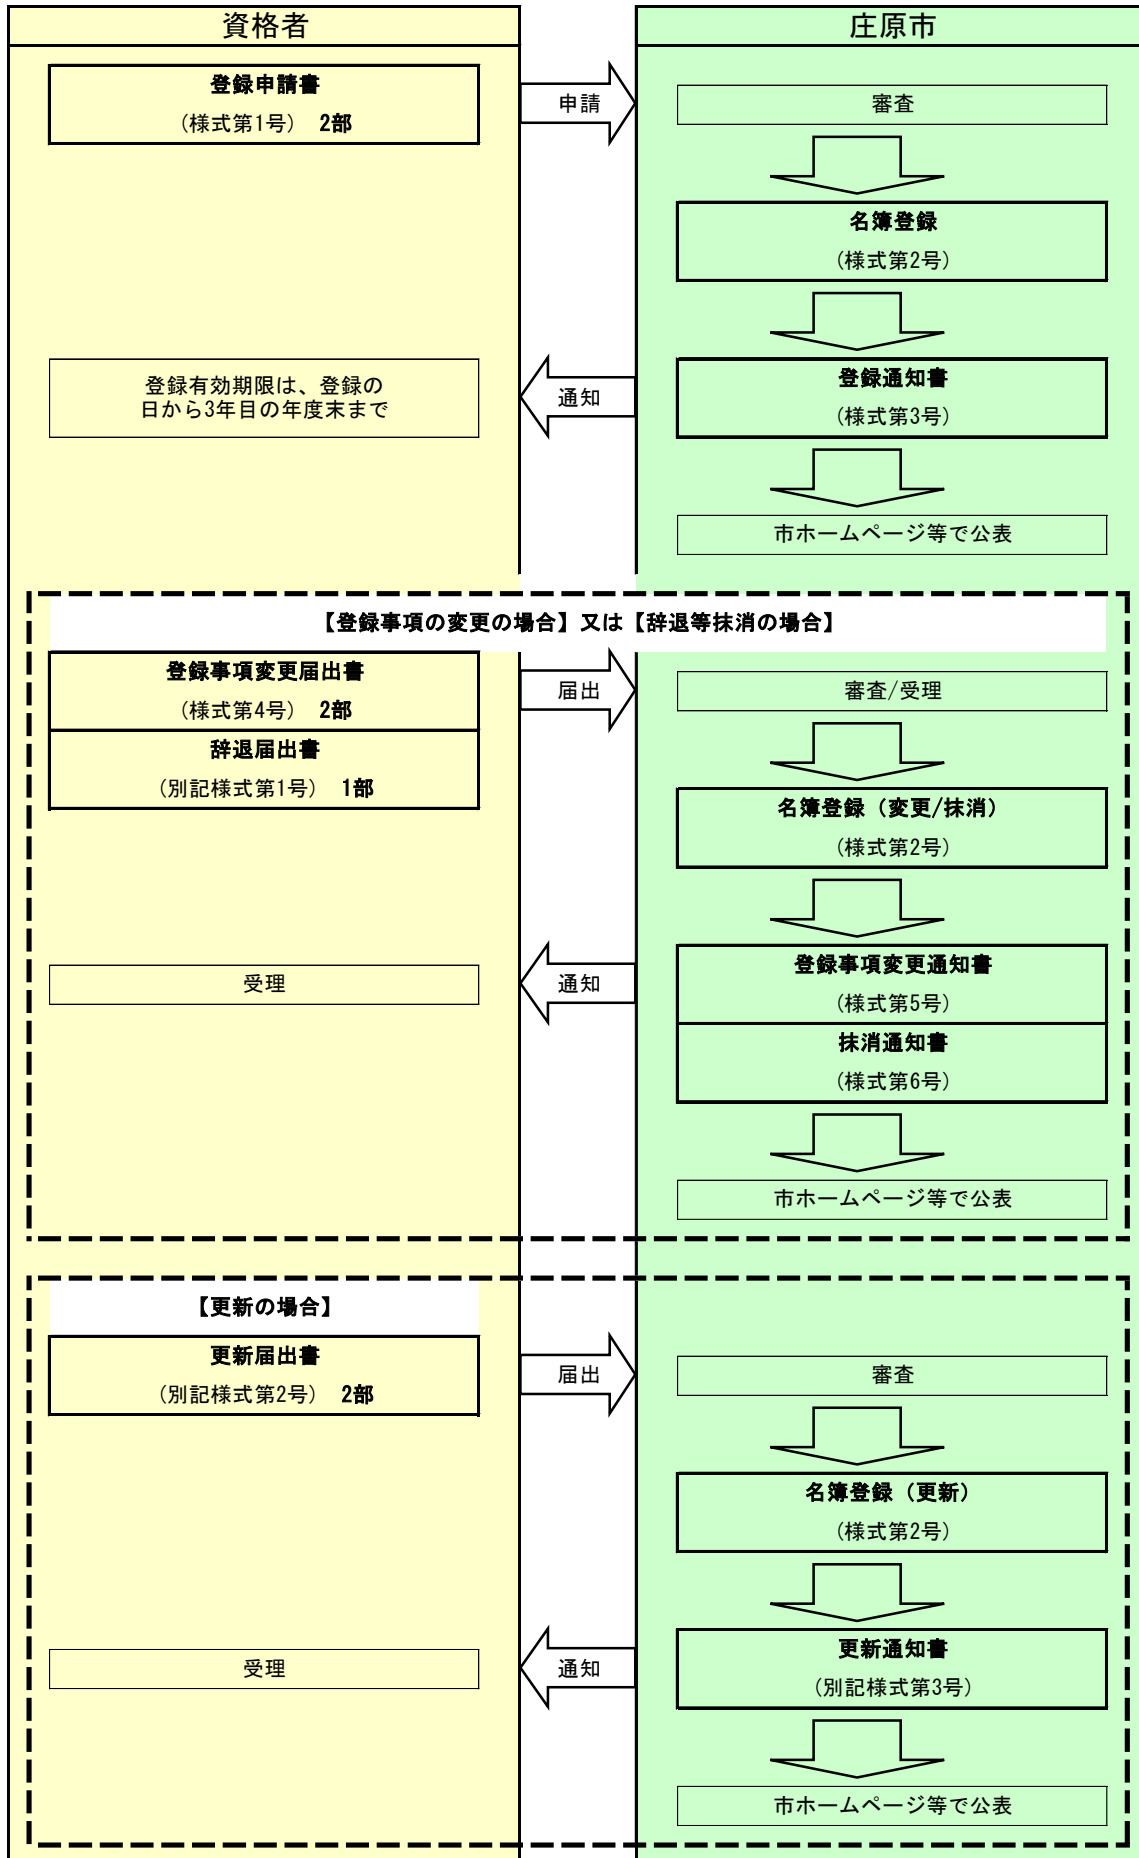 資格者
庄原市
登録申請書
(様式第1号) 2部
申請
審査
名簿登録
(様式第2号)
登録有効期限は、登録の
日から3年目の年度末まで
通知
登録通知書
(様式第3号)
市ホームページ等で公表
【登録事項の変更の場合】又は【辞退等抹消の場合】
登録事項変更届出書
(様式第4号) 2部
辞退届出書
(別記様式第1号) 1部
届出
審査/受理
名簿登録（変更/抹消）
(様式第2号)
受理
通知
登録事項変更通知書
(様式第5号)
抹消通知書
(様式第6号)
市ホームページ等で公表
【更新の場合】
更新届出書
(別記様式第2号) 2部
届出
審査
名簿登録（更新）
(様式第2号)
受理
通知
更新通知書
(別記様式第3号)
市ホームページ等で公表